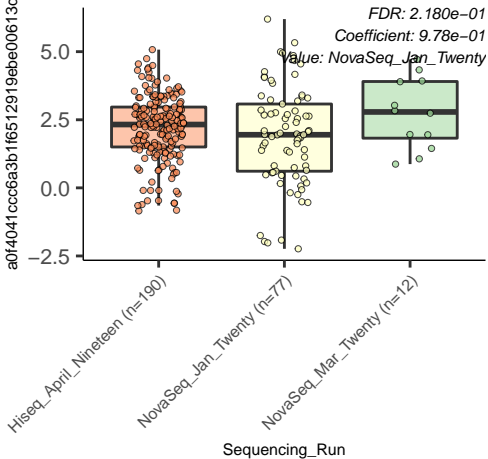 FDR: 2.180e−01
Coefficient: 9.78e−01
Value: NovaSeq_Jan_Twenty
a0f4041ccc6a3b1f6512919ebe00613c
5.0
2.5
0.0
−2.5
Hiseq_April_Nineteen (n=190)
NovaSeq_Jan_Twenty (n=77)
NovaSeq_Mar_Twenty (n=12)
Sequencing_Run